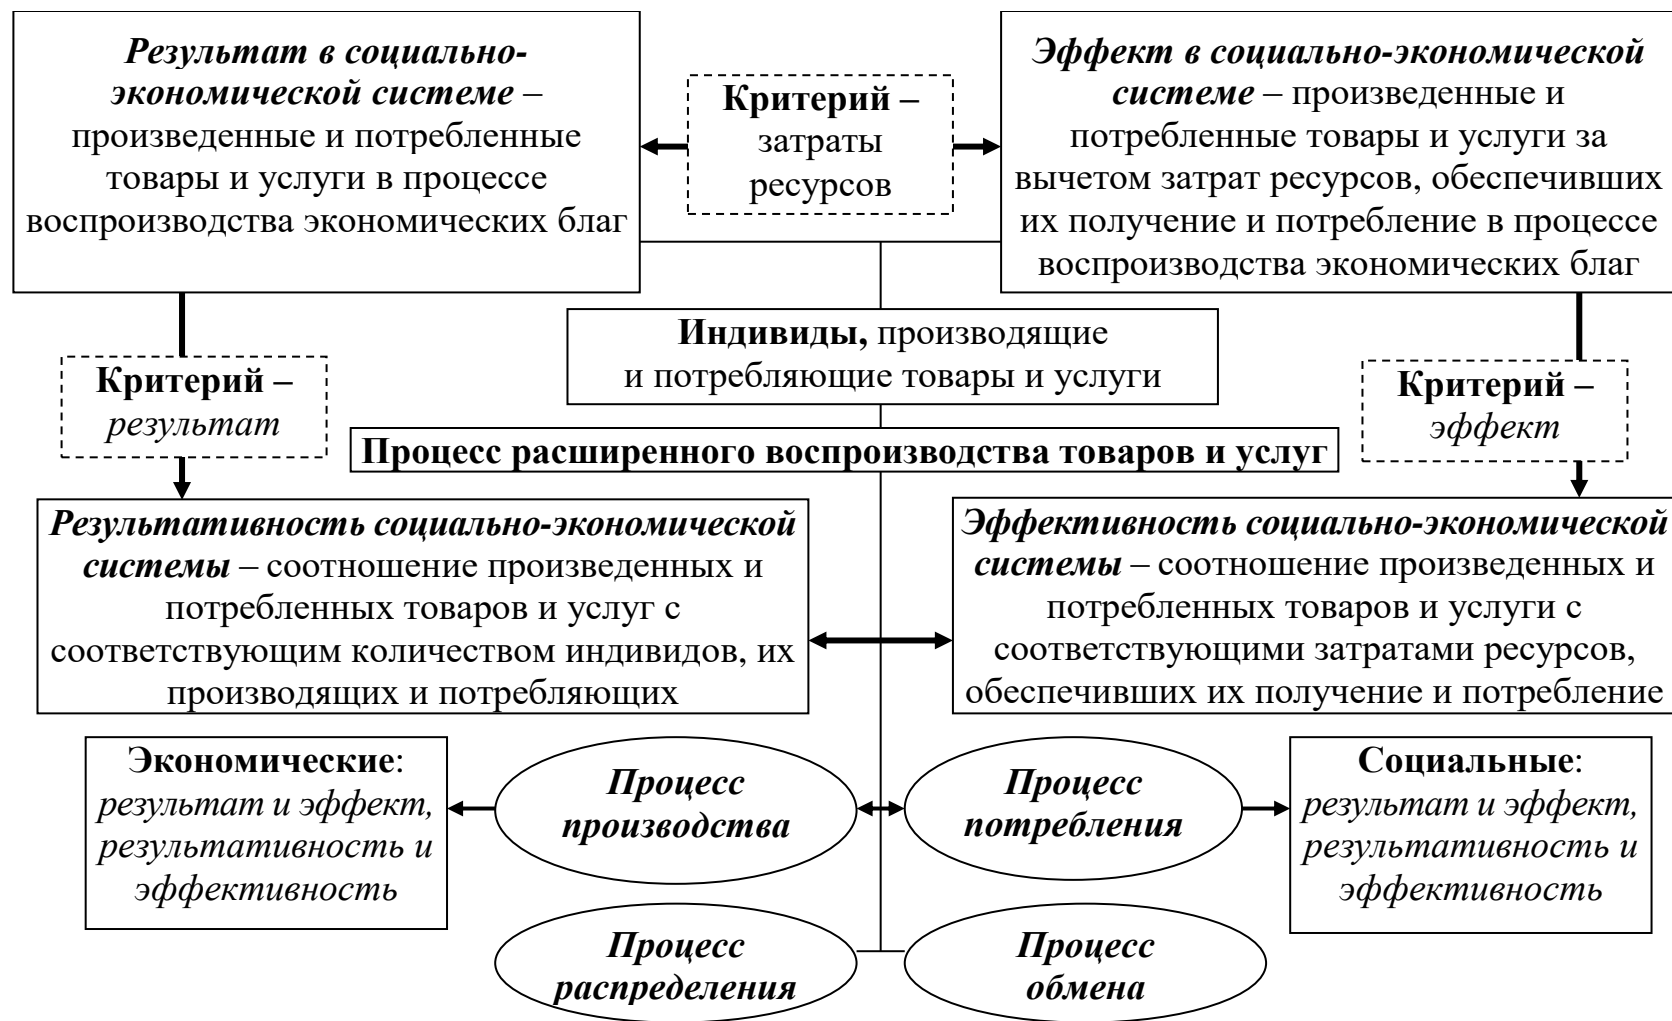 Результат в социально-
экономической системе –
произведенные и потребленные
товары и услуги в процессе
воспроизводства экономических благ
Критерий –
затраты
ресурсов
Эффект в социально-экономической
системе – произведенные и
потребленные товары и услуги за
вычетом затрат ресурсов, обеспечивших
их получение и потребление в процессе
воспроизводства экономических благ
Индивиды, производящие
и потребляющие товары и услуги
Критерий –
результат
Критерий –
эффект
Процесс расширенного воспроизводства товаров и услуг
Результативность социально-экономической
системы – соотношение произведенных и
потребленных товаров и услуг с
соответствующим количеством индивидов, их
производящих и потребляющих
Эффективность социально-экономической
системы – соотношение произведенных и
потребленных товаров и услуги с
соответствующими затратами ресурсов,
обеспечивших их получение и потребление
Экономические:
результат и эффект,
результативность и
эффективность
Процесс
производства
Процесс
потребления
Социальные:
результат и эффект,
результативность и
эффективность
Процесс
распределения
Процесс
обмена